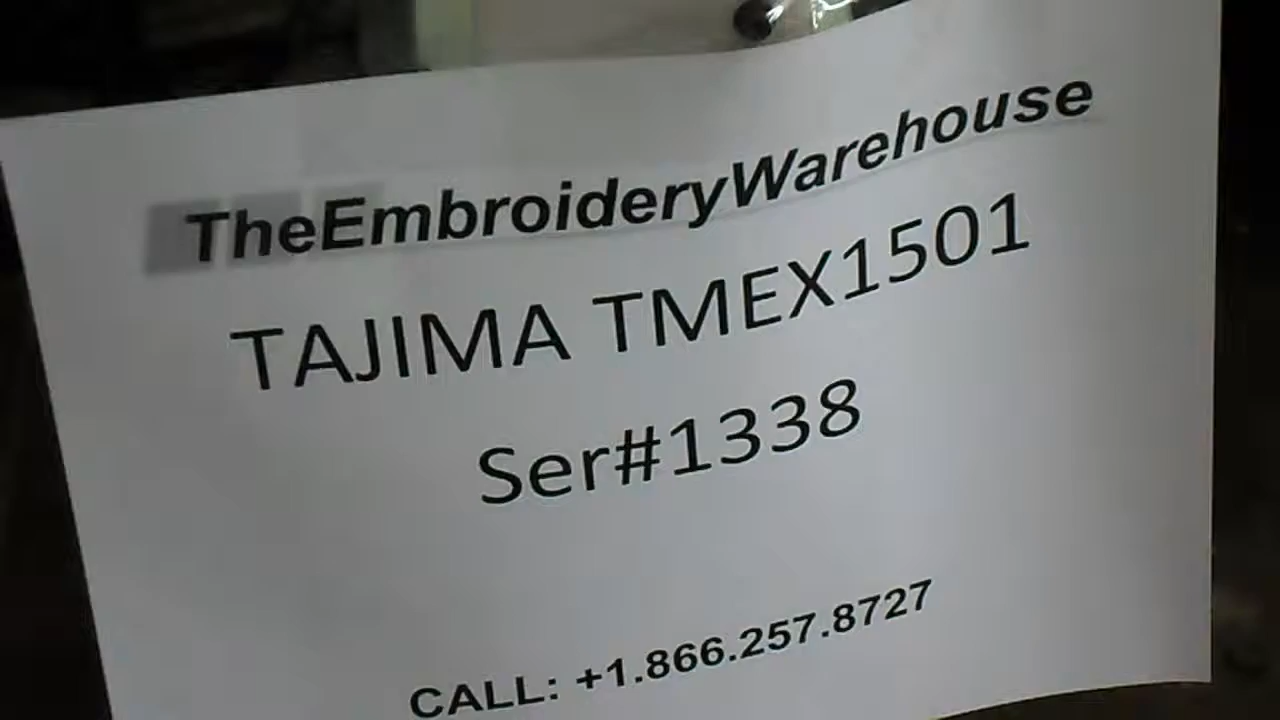 TheEmbroideryWarehouse
TAJIMA TMEX1501
Ser#1338
CALL: +1.866.257.8727